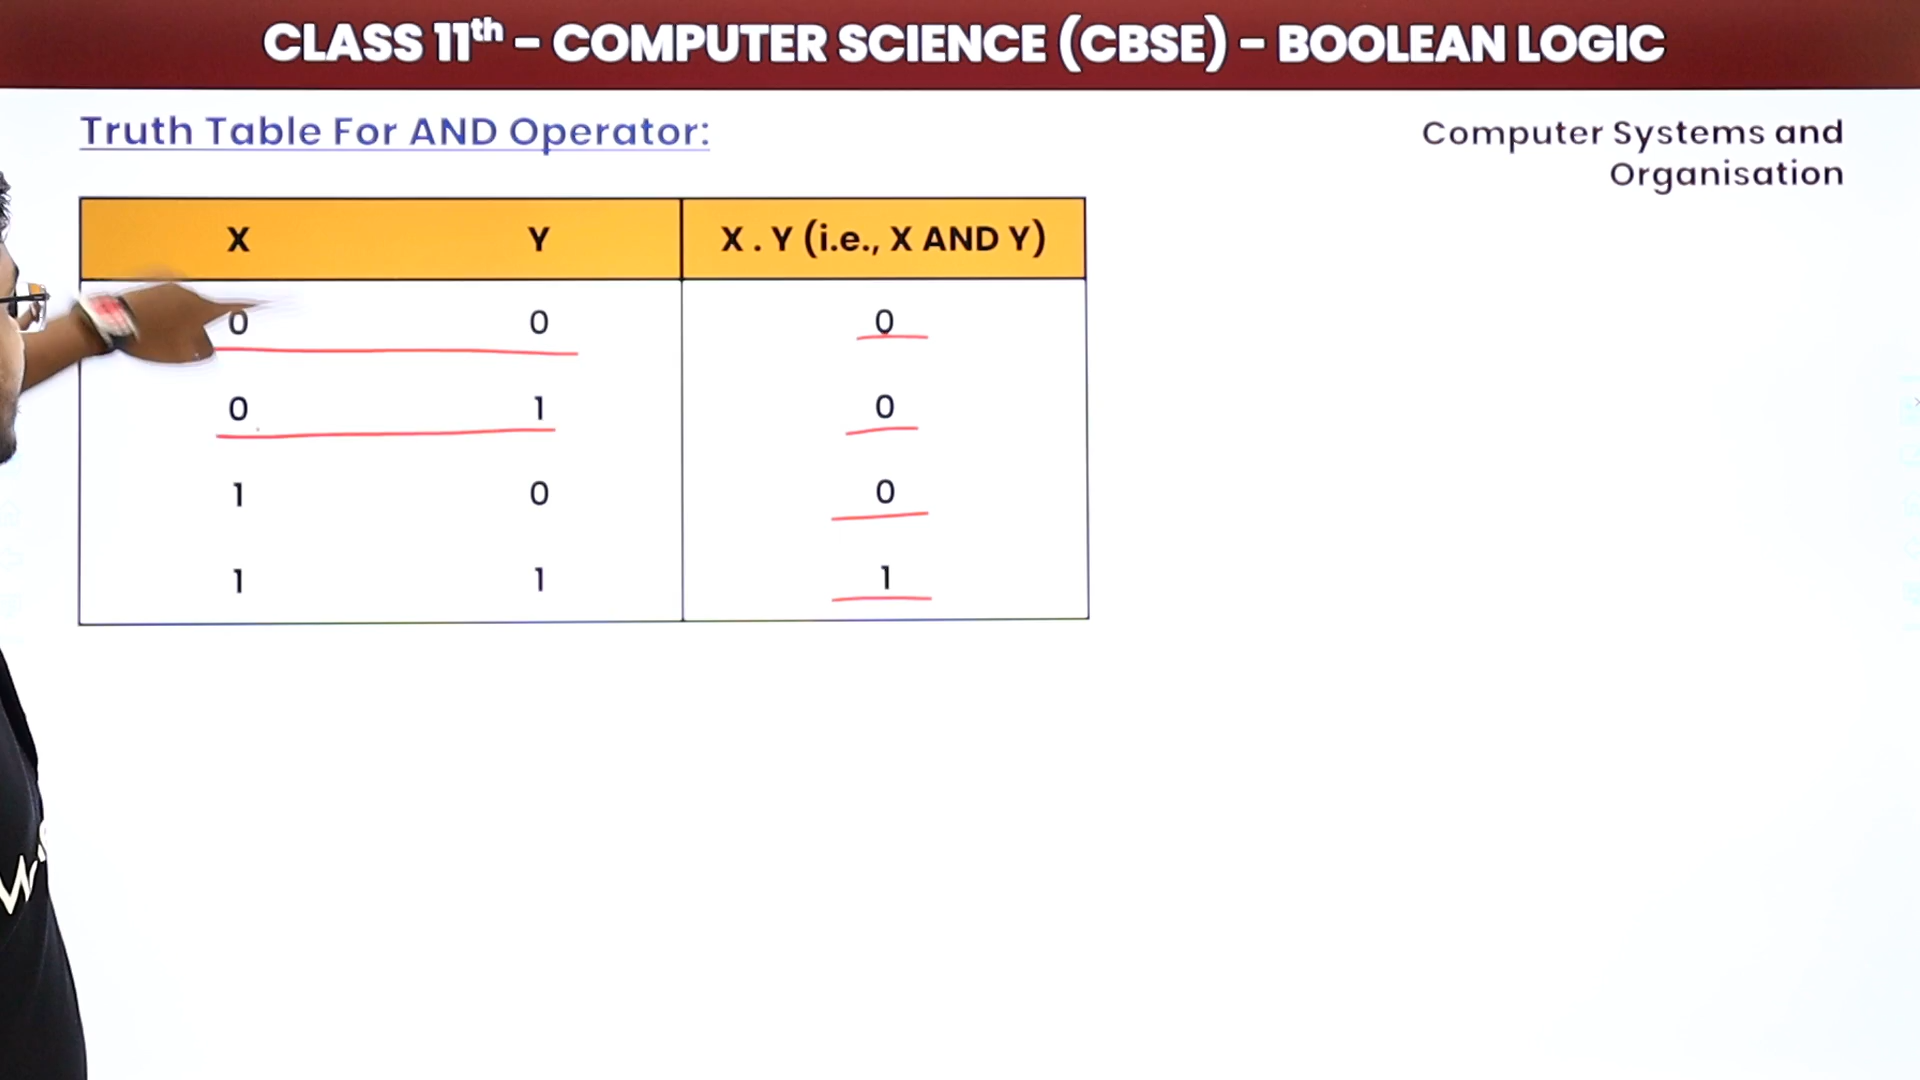 CLASS 11th - COMPUTER SCIENCE (CBSE) - BOOLEAN LOGIC
Truth Table For AND Operator:
Computer Systems and
Organisation
X Y X . Y (i.e., X AND Y)
0 0 0
0 1 0
1 0 0
1 1 1